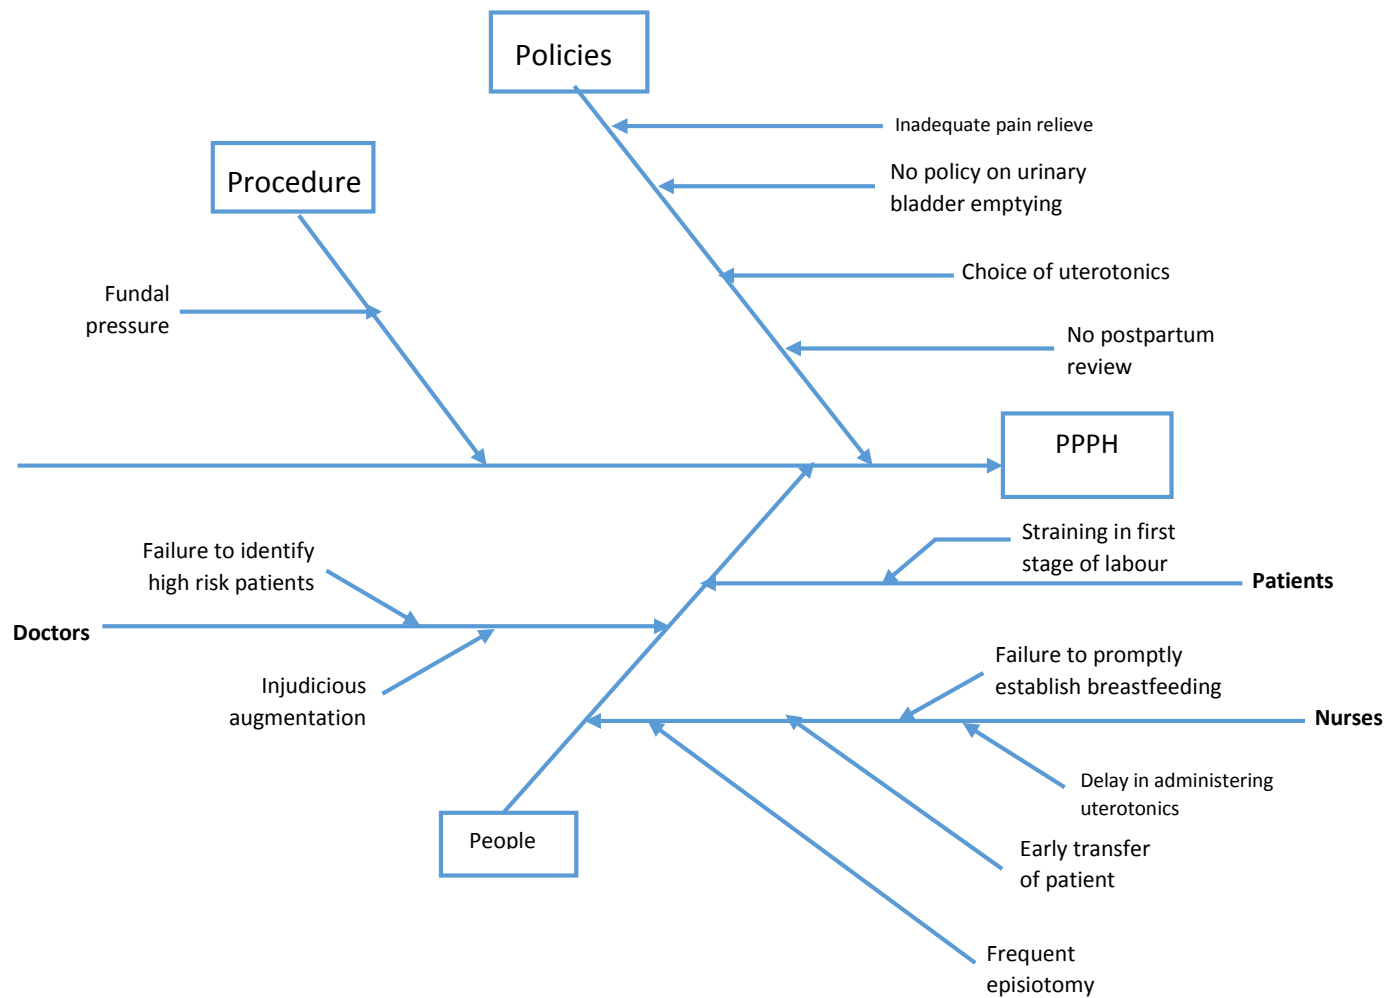 Policies
Inadequate pain relieve
No policy on urinary
bladder emptying
Procedure
Choice of uterotonics
Fundal
pressure
No postpartum
review
PPPH
Straining in first
stage of labour
Patients
Failure to identify
high risk patients
Doctors
Injudicious
augmentation
Failure to promptly
establish breastfeeding
Nurses
Delay in administering
uterotonics
People
Early transfer
of patient
Frequent
episiotomy